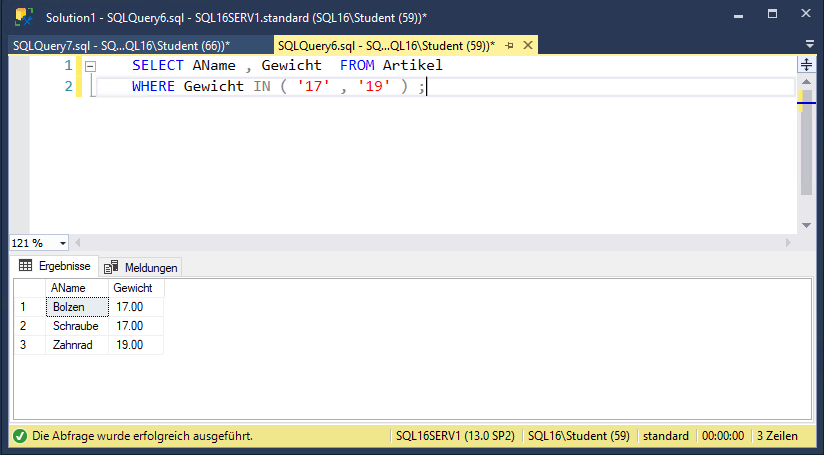 Solution1 - SQLQuery6.sql - SQL16SERV1.standard (SQL16\Student (59))*
SQLQuery7.sql - SQ...QL16\Student (66))* SQLQuery6.sql - SQ...QL16\Student (59))*
1 SELECT AName , Gewicht FROM Artikel
2 WHERE Gewicht IN ( '17' , '19' ) ;
121 %
Ergebnisse Meldungen
AName Gewicht
1 Bolzen 17.00
2 Schraube 17.00
3 Zahnrad 19.00
Die Abfrage wurde erfolgreich ausgeführt. SQL16SERV1 (13.0 SP2) SQL16\Student (59) standard 00:00:00 3 Zeilen